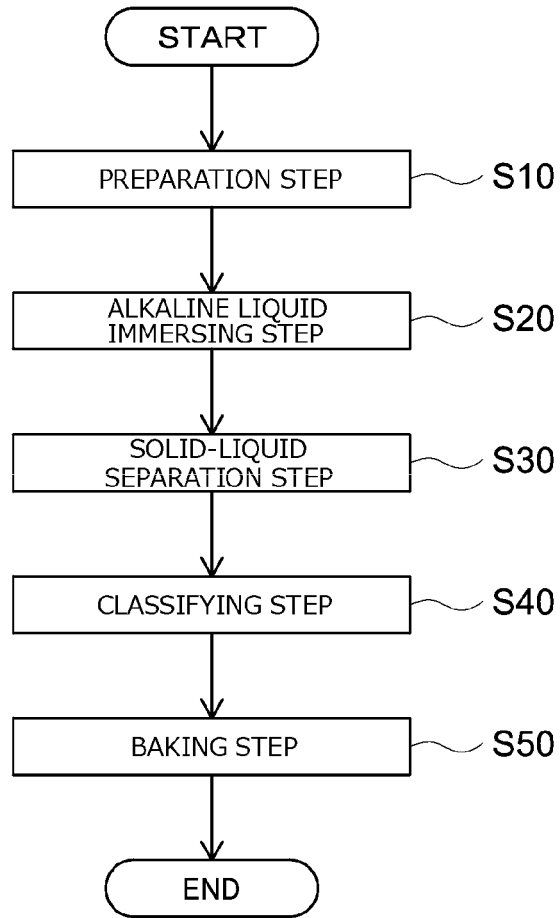 START
PREPARATION STEP
S10
ALKALINE LIQUID
IMMERSING STEP
S20
SOLID-LIQUID
SEPARATION STEP
S30
CLASSIFYING STEP
S40
BAKING STEP
S50
END